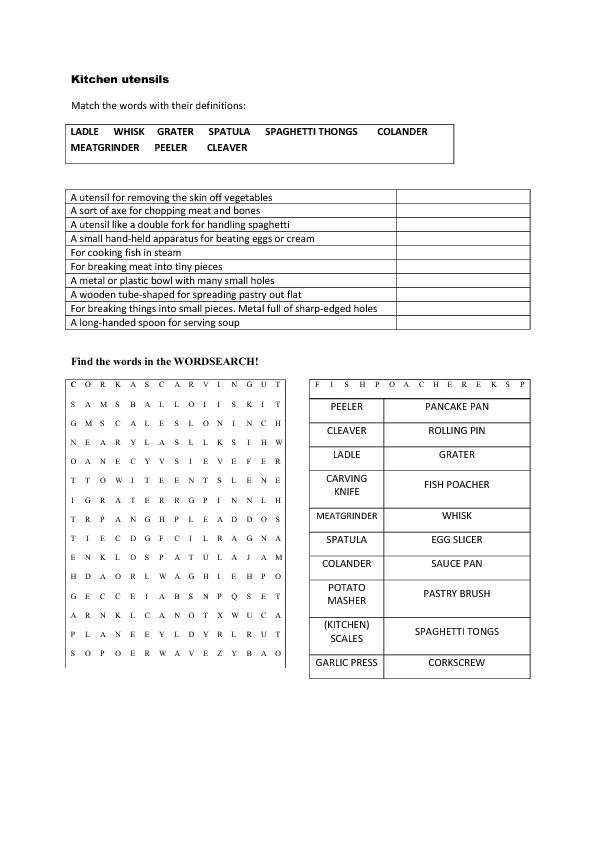 Kitchen utensils
Match the words with their definitions:
LADLE WHISK GRATER SPATULA SPAGHETTI THONGS COLANDER
MEATGRINDER PEELER CLEAVER
A utensil for removing the skin off vegetables
A sort of axe for chopping meat and bones
A utensil like a double fork for handling spaghetti
A small hand-held apparatus for beating eggs or cream
For cooking fish in steam
For breaking meat into tiny pieces
A metal or plastic bowl with many small holes
A wooden tube-shaped for spreading pastry out flat
For breaking things into small pieces. Metal full of sharp-edged holes
A long-handed spoon for serving soup
Find the words in the WORDSEARCH!
C O R K A S C A R V I N G U T
S A M S B A L L O I I S K I T
G M S C A L E S L O N I N C H
N E A R Y L A S L L K S I H W
O A N E C Y V S I E V E F E R
T T O W I T E E N T S L E N E
I G R A T E R R G P I N N L H
T R P A N G H P L E A D D O S
T I E C D G F C I L R A G N A
E N K L O S P A T U L A J A M
H D A O R L W A G H I E H P O
G E C C E I A B S N P Q S E T
A R N K L C A N O T X W U C A
P L A N E E Y L D Y R L R U T
S O P O E R W A V E Z Y B A O
F I S H P O A C H E R E K S P
PEELER PANCAKE PAN
CLEAVER ROLLING PIN
LADLE GRATER
CARVING
KNIFE
FISH POACHER
MEATGRINDER WHISK
SPATULA EGG SLICER
COLANDER SAUCE PAN
POTATO
MASHER
PASTRY BRUSH
(KITCHEN)
SCALES
SPAGHETTI TONGS
GARLIC PRESS CORKSCREW